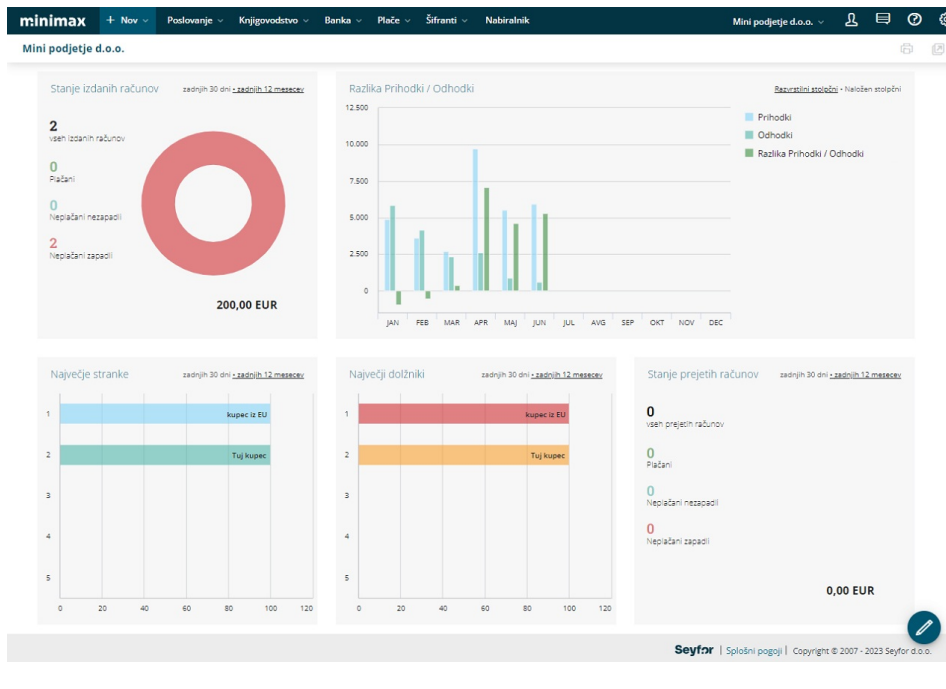 minimax + Nov Poslovanje Knjigovodstvo Banka Plače Šifranti Nabiralnik Mini podjetje d.o.o.
Mini podjetje d.o.o.
Stanje izdanih računov zadnjih 30 dni • zadnjih 12 mesecev
2
vseh izdanih računov
0
Plačani
0
Neplačani nezapadli
2
Neplačani zapadli
200,00 EUR
Razlika Prihodki / Odhodki Razvrstilni stolpčni • Naložen stolpčni
12.500
10.000
7.500
5.000
2.500
0
JAN FEB MAR APR MAJ JUN JUL AVG SEP OKT NOV DEC
Prihodki
Odhodki
Razlika Prihodki / Odhodki
Največje stranke zadnjih 30 dni • zadnjih 12 mesecev
1 kupec iz EU
2 Tuj kupec
3
4
5
0 20 40 60 80 100 120
Največji dolžniki zadnjih 30 dni • zadnjih 12 mesecev
1 kupec iz EU
2 Tuj kupec
3
4
5
0 20 40 60 80 100 120
Stanje prejetih računov zadnjih 30 dni • zadnjih 12 mesecev
0
vseh prejetih računov
0
Plačani
0
Neplačani nezapadli
0
Neplačani zapadli
0,00 EUR
Seyfor | Splošni pogoji | Copyright © 2007 - 2023 Seyfor d.o.o.